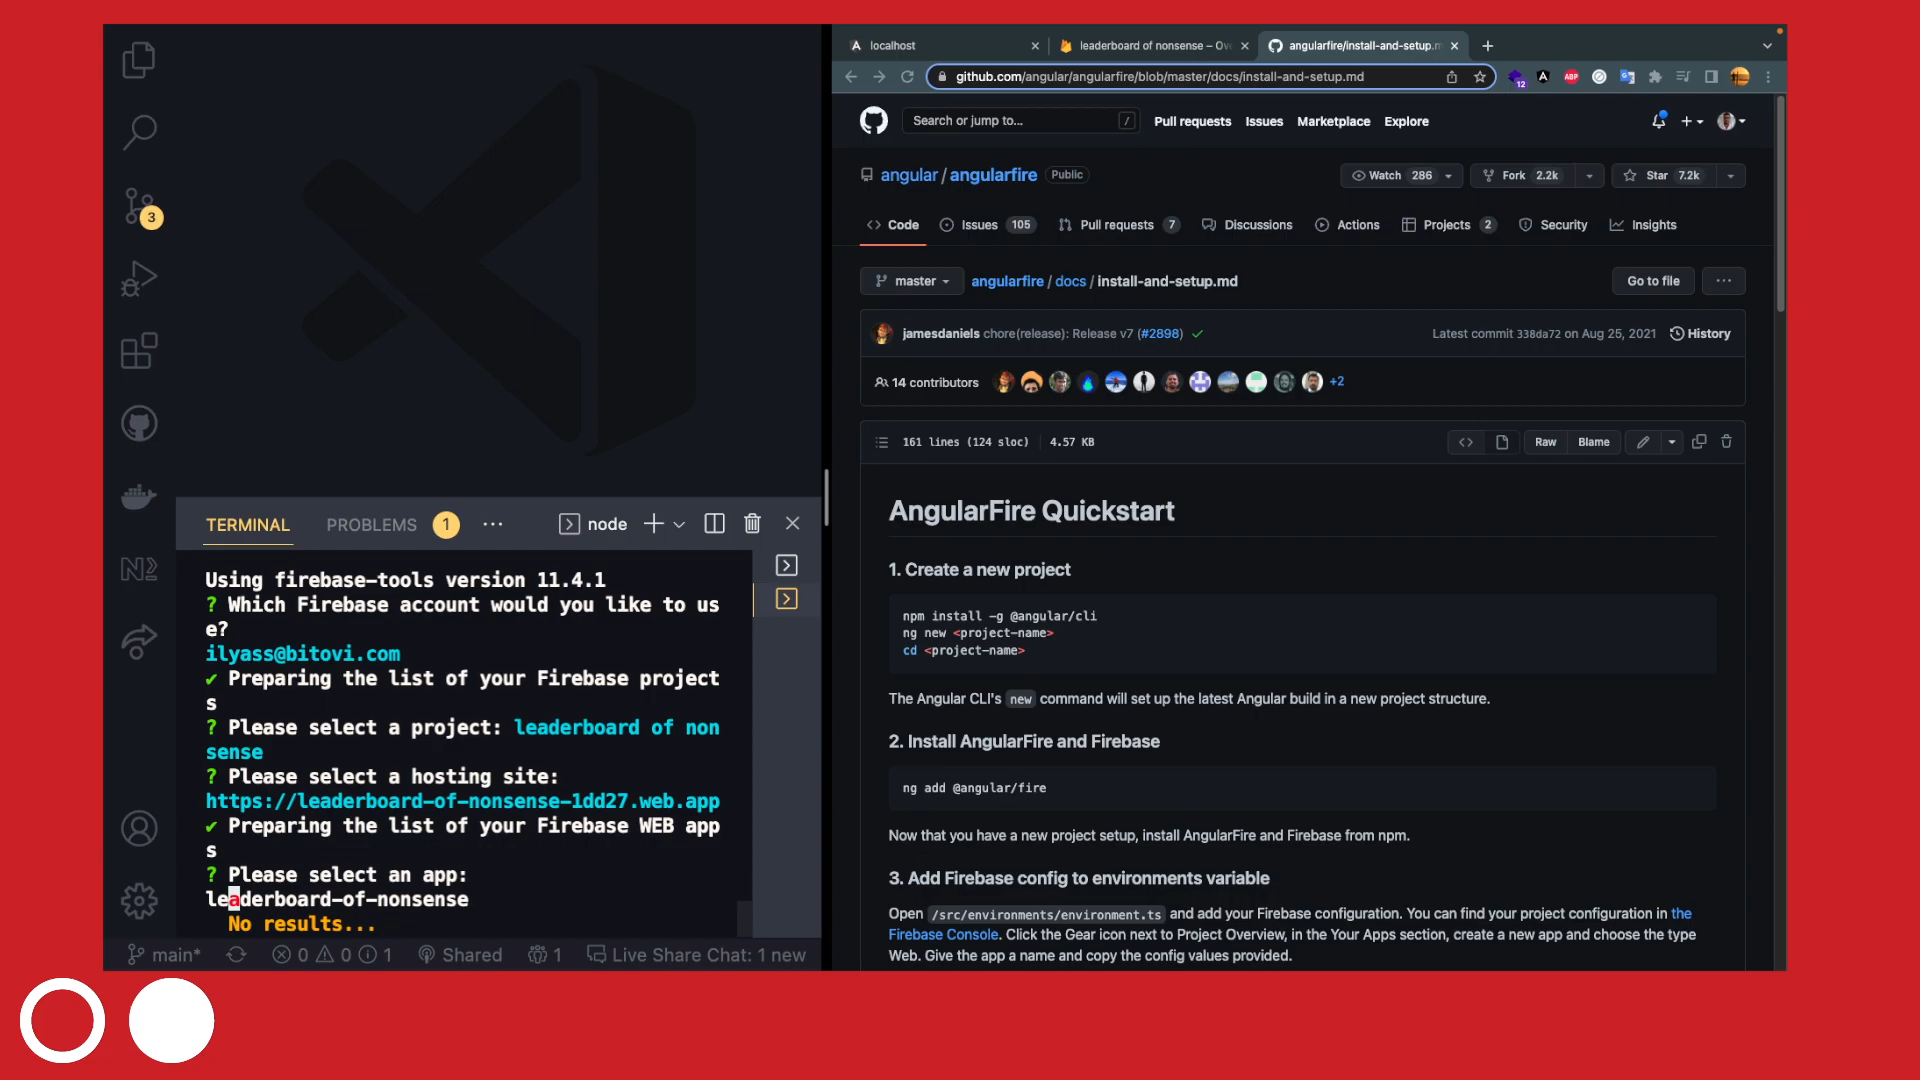 3
TERMINAL
PROBLEMS 1 ...
node
Using firebase-tools version 11.4.1
? Which Firebase account would you like to us
e?
ilyass@bitovi.com
✔ Preparing the list of your Firebase project
s
? Please select a project: leaderboard of non
sense
? Please select a hosting site:
https://leaderboard-of-nonsense-1dd27.web.app
✔ Preparing the list of your Firebase WEB app
s
? Please select an app:
leaderboard-of-nonsense
No results...
main* 0 0 1 Shared 1 Live Share Chat: 1 new
localhost
leaderboard of nonsense – Ov
angularfire/install-and-setup.m
github.com/angular/angularfire/blob/master/docs/install-and-setup.md
ABP
12
Search or jump to... /
Pull requests Issues Marketplace Explore
angular / angularfire Public
Watch 286 Fork 2.2k Star 7.2k
Code Issues 105 Pull requests 7 Discussions Actions Projects 2 Security Insights
master angularfire / docs / install-and-setup.md Go to file ...
jamesdaniels chore(release): Release v7 (#2898) Latest commit 338da72 on Aug 25, 2021 History
14 contributors +2
161 lines (124 sloc) 4.57 KB Raw Blame
AngularFire Quickstart
1. Create a new project
npm install -g @angular/cli
ng new <project-name>
cd <project-name>
The Angular CLI's new command will set up the latest Angular build in a new project structure.
2. Install AngularFire and Firebase
ng add @angular/fire
Now that you have a new project setup, install AngularFire and Firebase from npm.
3. Add Firebase config to environments variable
Open /src/environments/environment.ts and add your Firebase configuration. You can find your project configuration in the
Firebase Console. Click the Gear icon next to Project Overview, in the Your Apps section, create a new app and choose the type
Web. Give the app a name and copy the config values provided.